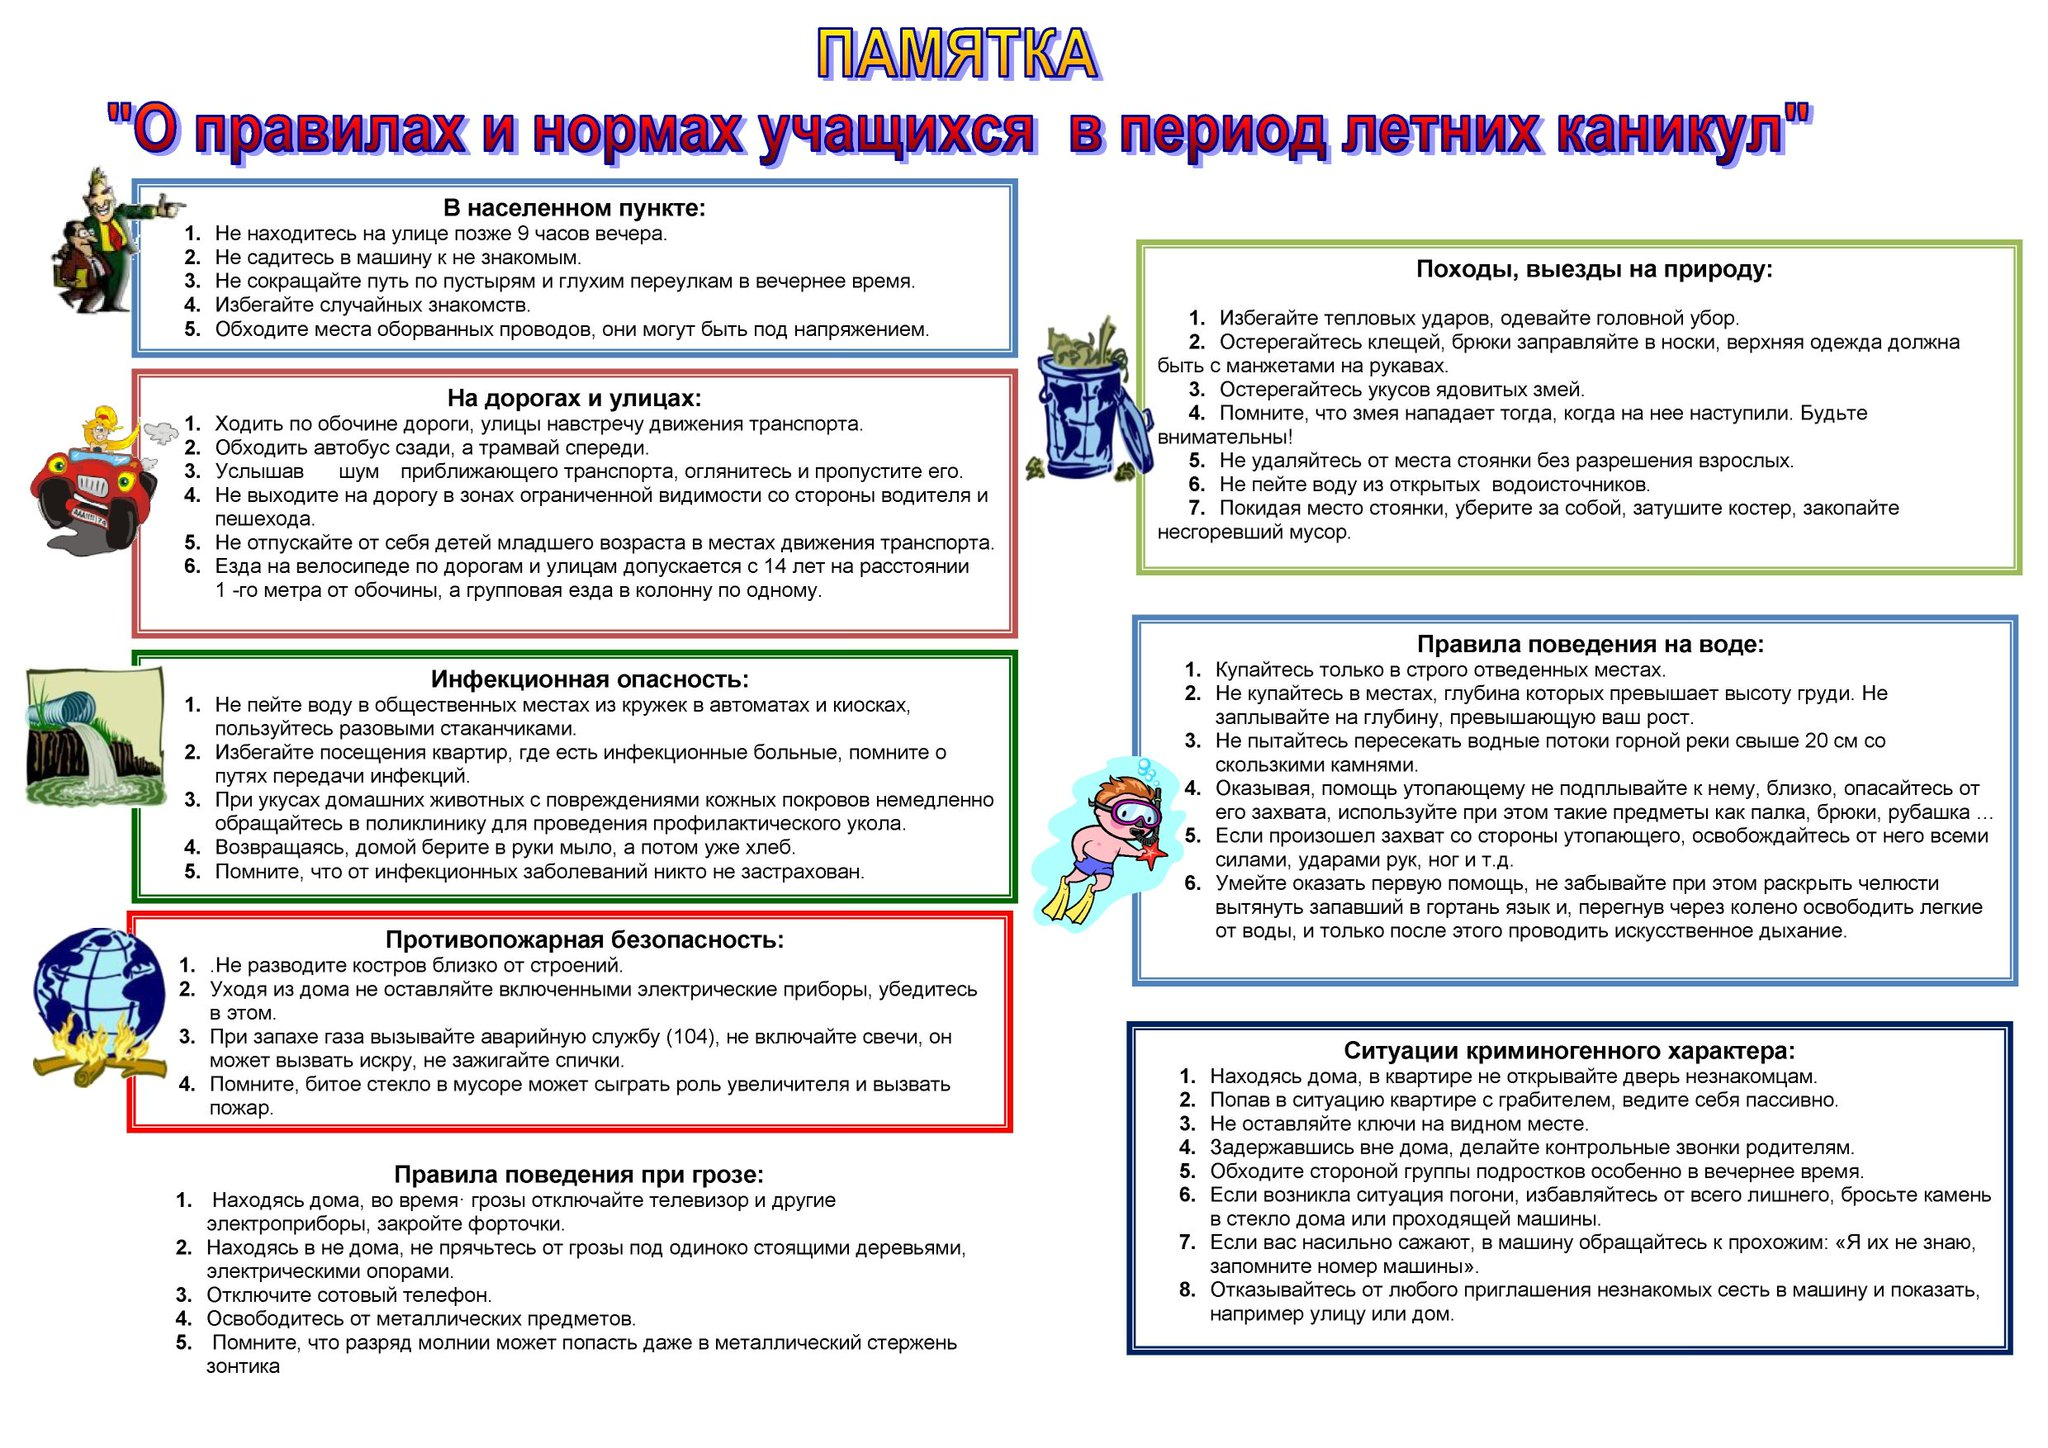 ПАМЯТКА
"О правилах и нормах учащихся в период летних каникул"
В населенном пункте:
1. Не находитесь на улице позже 9 часов вечера.
2. Не садитесь в машину к не знакомым.
3. Не сокращайте путь по пустырям и глухим переулкам в вечернее время.
4. Избегайте случайных знакомств.
5. Обходите места оборванных проводов, они могут быть под напряжением.
На дорогах и улицах:
1. Ходить по обочине дороги, улицы навстречу движения транспорта.
2. Обходить автобус сзади, а трамвай спереди.
3. Услышав шум приближающего транспорта, оглянитесь и пропустите его.
4. Не выходите на дорогу в зонах ограниченной видимости со стороны водителя и
пешехода.
5. Не отпускайте от себя детей младшего возраста в местах движения транспорта.
6. Езда на велосипеде по дорогам и улицам допускается с 14 лет на расстоянии
1 -го метра от обочины, а групповая езда в колонну по одному.
Инфекционная опасность:
1. Не пейте воду в общественных местах из кружек в автоматах и киосках,
пользуйтесь разовыми стаканчиками.
2. Избегайте посещения квартир, где есть инфекционные больные, помните о
путях передачи инфекций.
3. При укусах домашних животных с повреждениями кожных покровов немедленно
обращайтесь в поликлинику для проведения профилактического укола.
4. Возвращаясь, домой берите в руки мыло, а потом уже хлеб.
5. Помните, что от инфекционных заболеваний никто не застрахован.
Противопожарная безопасность:
1. .Не разводите костров близко от строений.
2. Уходя из дома не оставляйте включенными электрические приборы, убедитесь
в этом.
3. При запахе газа вызывайте аварийную службу (104), не включайте свечи, он
может вызвать искру, не зажигайте спички.
4. Помните, битое стекло в мусоре может сыграть роль увеличителя и вызвать
пожар.
Правила поведения при грозе:
1. Находясь дома, во время· грозы отключайте телевизор и другие
электроприборы, закройте форточки.
2. Находясь в не дома, не прячьтесь от грозы под одиноко стоящими деревьями,
электрическими опорами.
3. Отключите сотовый телефон.
4. Освободитесь от металлических предметов.
5. Помните, что разряд молнии может попасть даже в металлический стержень
зонтика
Походы, выезды на природу:
1. Избегайте тепловых ударов, одевайте головной убор.
2. Остерегайтесь клещей, брюки заправляйте в носки, верхняя одежда должна
быть с манжетами на рукавах.
3. Остерегайтесь укусов ядовитых змей.
4. Помните, что змея нападает тогда, когда на нее наступили. Будьте
внимательны!
5. Не удаляйтесь от места стоянки без разрешения взрослых.
6. Не пейте воду из открытых водоисточников.
7. Покидая место стоянки, уберите за собой, затушите костер, закопайте
несгоревший мусор.
Правила поведения на воде:
1. Купайтесь только в строго отведенных местах.
2. Не купайтесь в местах, глубина которых превышает высоту груди. Не
заплывайте на глубину, превышающую ваш рост.
3. Не пытайтесь пересекать водные потоки горной реки свыше 20 см со
скользкими камнями.
4. Оказывая, помощь утопающему не подплывайте к нему, близко, опасайтесь от
его захвата, используйте при этом такие предметы как палка, брюки, рубашка ...
5. Если произошел захват со стороны утопающего, освобождайтесь от него всеми
силами, ударами рук, ног и т.д.
6. Умейте оказать первую помощь, не забывайте при этом раскрыть челюсти
вытянуть запавший в гортань язык и, перегнув через колено освободить легкие
от воды, и только после этого проводить искусственное дыхание.
Ситуации криминогенного характера:
1. Находясь дома, в квартире не открывайте дверь незнакомцам.
2. Попав в ситуацию квартире с грабителем, ведите себя пассивно.
3. Не оставляйте ключи на видном месте.
4. Задержавшись вне дома, делайте контрольные звонки родителям.
5. Обходите стороной группы подростков особенно в вечернее время.
6. Если возникла ситуация погони, избавляйтесь от всего лишнего, бросьте камень
в стекло дома или проходящей машины.
7. Если вас насильно сажают, в машину обращайтесь к прохожим: «Я их не знаю,
запомните номер машины».
8. Отказывайтесь от любого приглашения незнакомых сесть в машину и показать,
например улицу или дом.